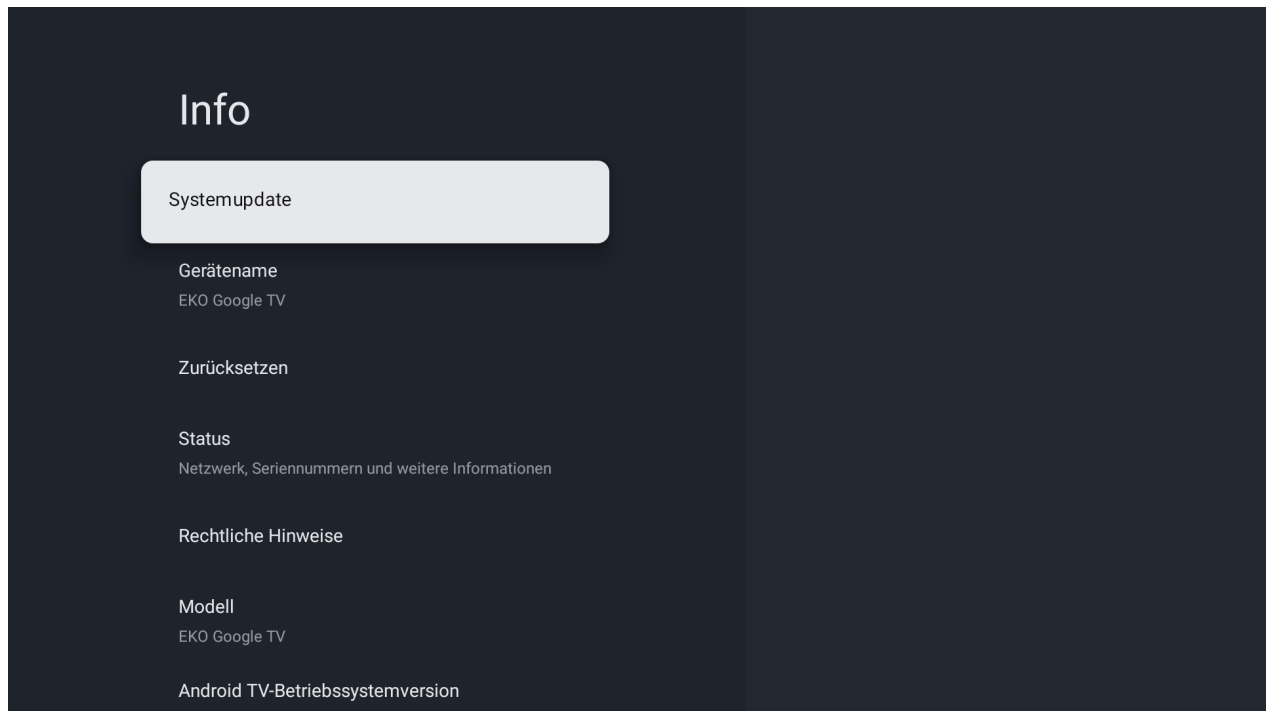 Info
Systemupdate
Gerätename
EKO Google TV
Zurücksetzen
Status
Netzwerk, Seriennummern und weitere Informationen
Rechtliche Hinweise
Modell
EKO Google TV
Android TV-Betriebssystemversion